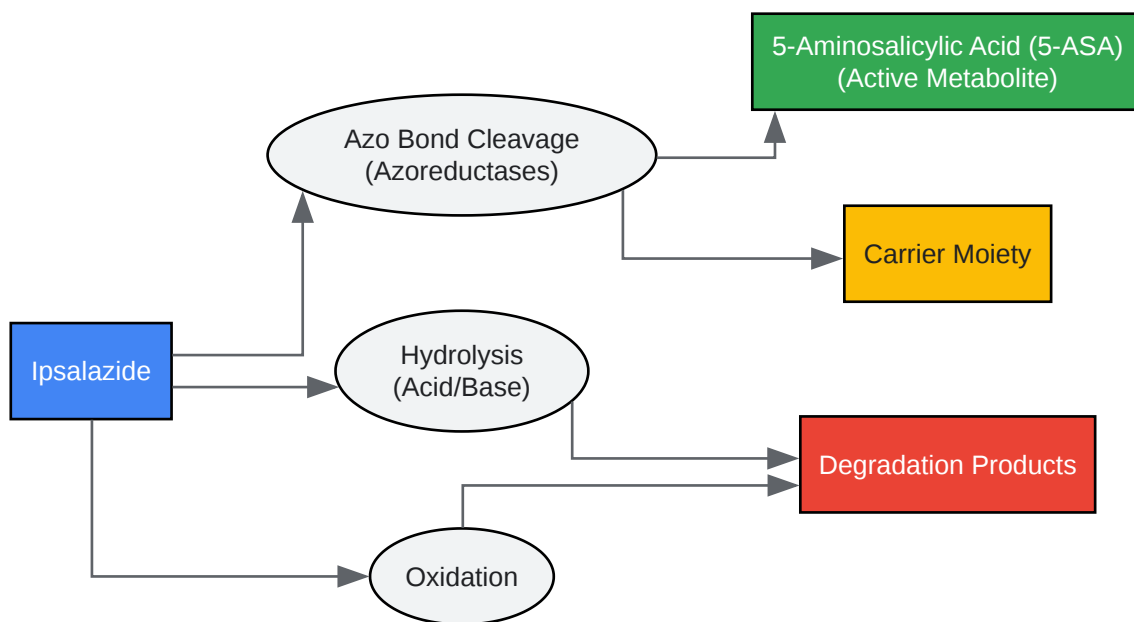 5-Aminosalicylic Acid (5-ASA)
(Active Metabolite)
Azo Bond Cleavage
(Azoreductases)
Carrier Moiety
Ipsalazide
Hydrolysis
(Acid/Base)
Degradation Products
Oxidation